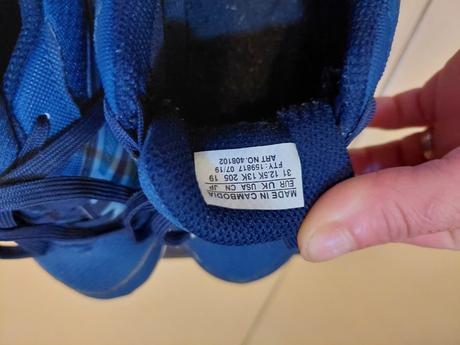 MADE IN CAMBODIA
EUR UK USA CN JP
31 12.5K 13K 205 19
FTY:159817 07/19
ART NO.408102